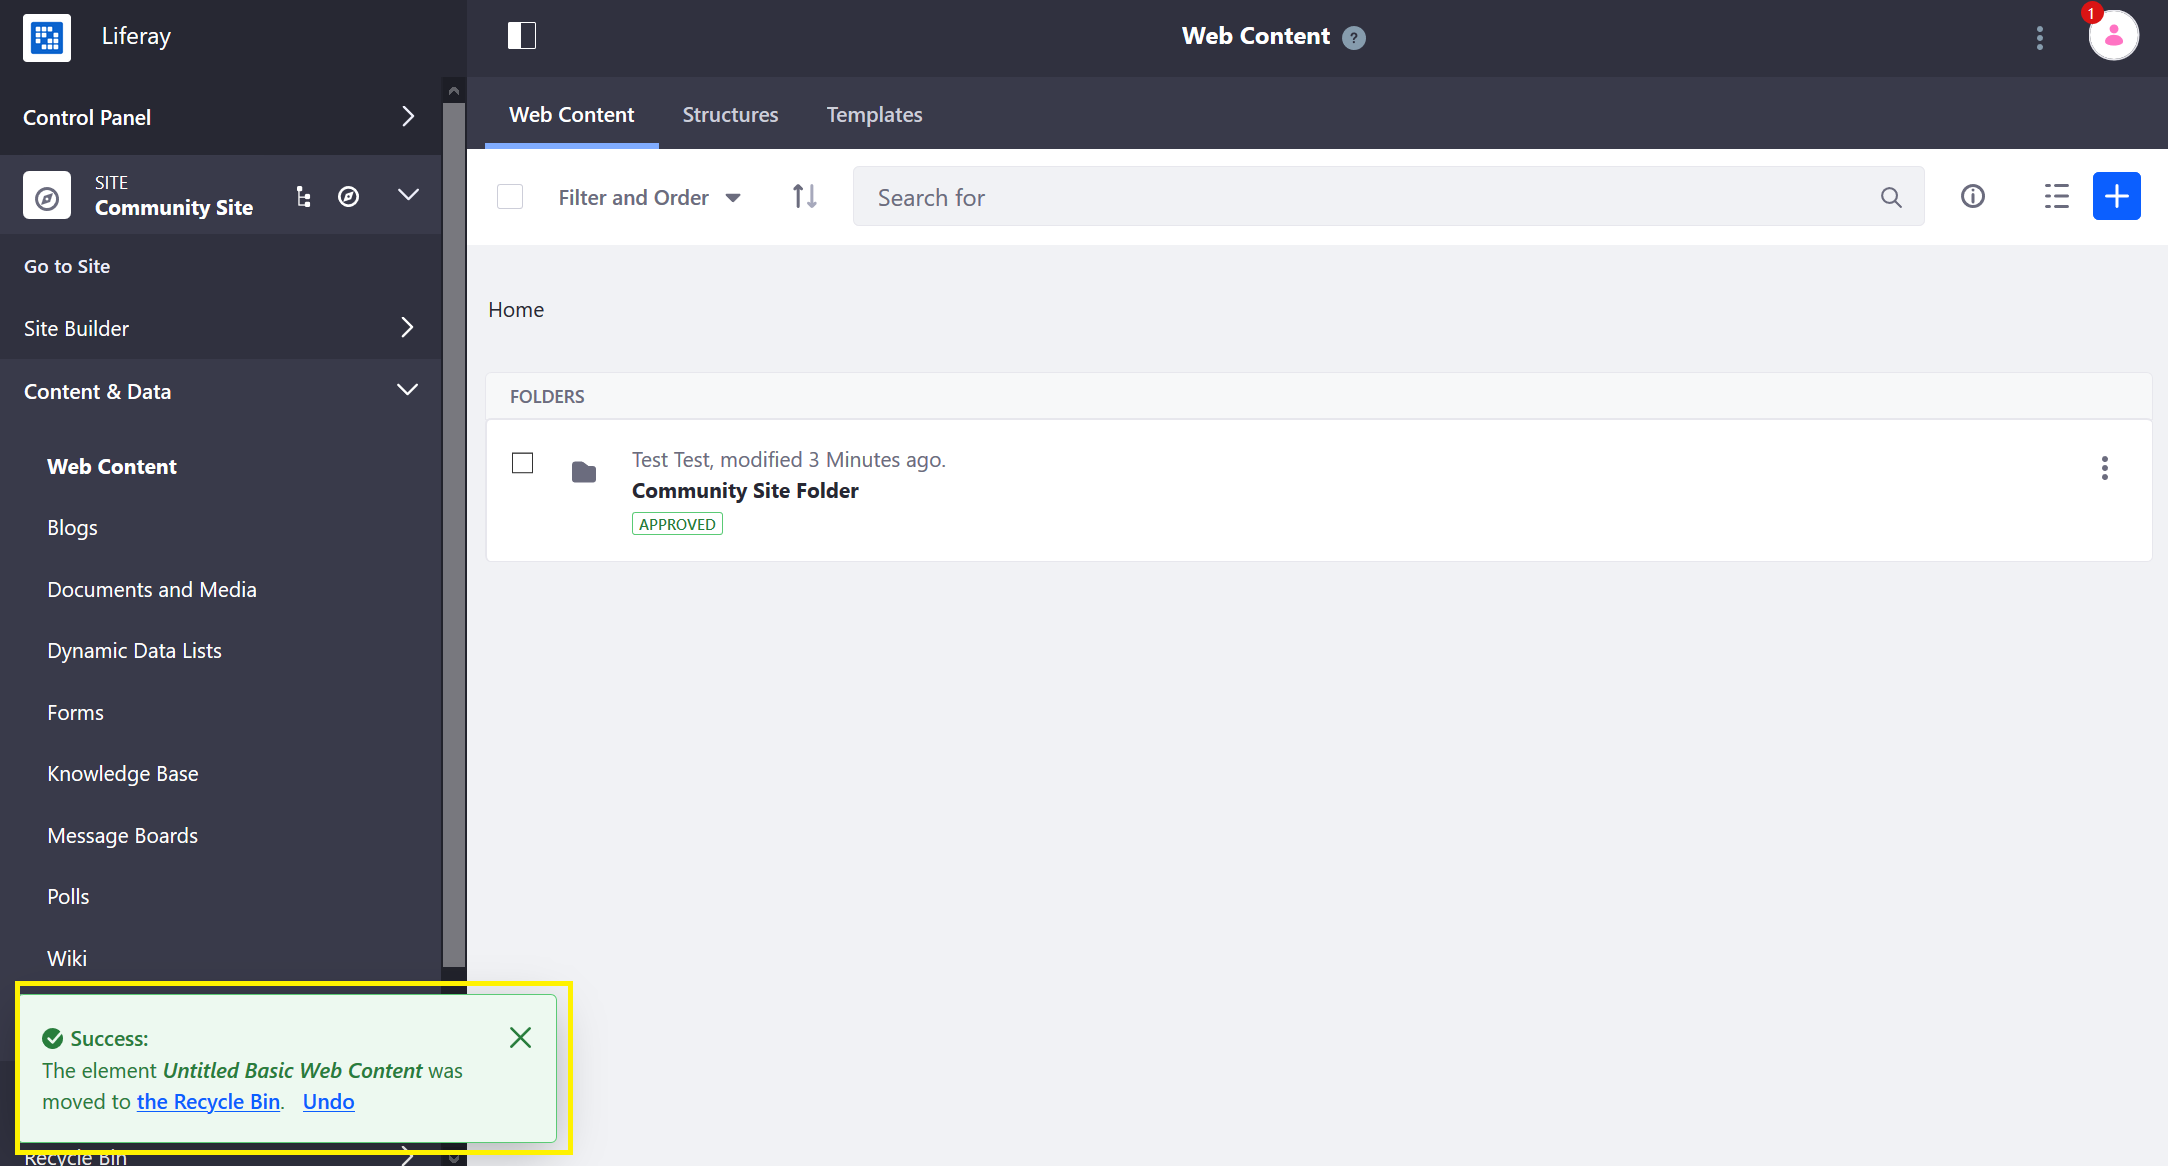 Liferay
Web Content ?
1
Control Panel
Web Content
Structures
Templates
SITE
Community Site
Filter and Order
Search for
Go to Site
Home
Site Builder
Content & Data
FOLDERS
Test Test, modified 3 Minutes ago.
Community Site Folder
APPROVED
Web Content
Blogs
Documents and Media
Dynamic Data Lists
Forms
Knowledge Base
Message Boards
Polls
Wiki
Success:
The element Untitled Basic Web Content was
moved to the Recycle Bin. Undo
Recycle Bin